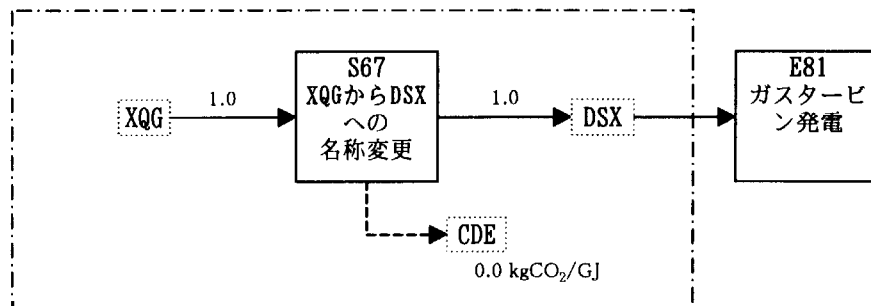 S67
XQGからDSX
への
名称変更
E81
ガスタービ
ン発電
XQG
1.0
1.0
DSX
CDE
0.0 kgCO₂/GJ